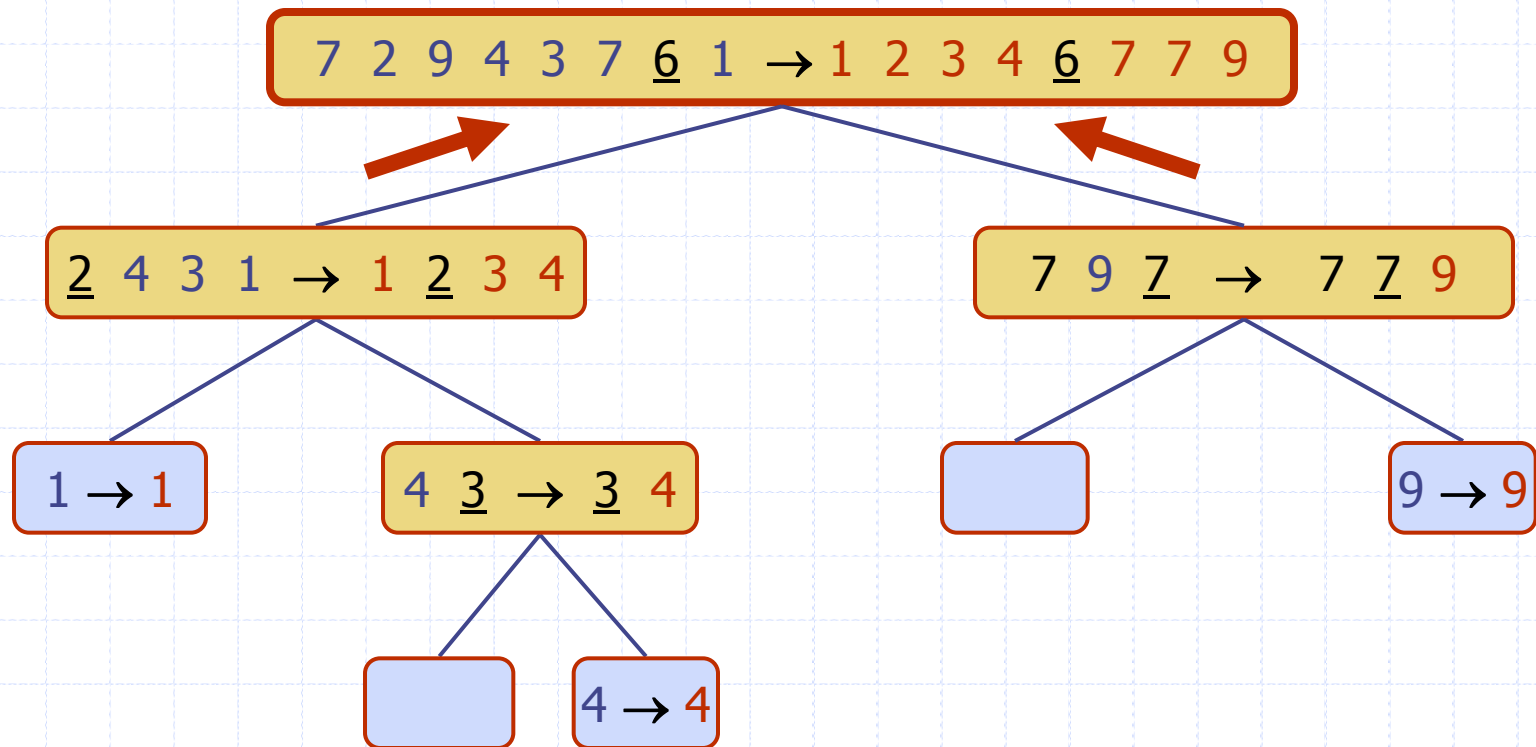 7 2 9 4 3 7 6 1 → 1 2 3 4 6 7 7 9
2 4 3 1 → 1 2 3 4
7 9 7 → 7 7 9
1 → 1
4 3 → 3 4
9 → 9
4 → 4